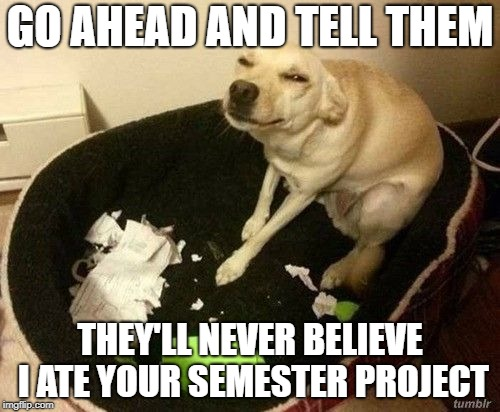 GO AHEAD AND TELL THEM
THEY'LL NEVER BELIEVE
I ATE YOUR SEMESTER PROJECT
imgflip.com
tumblr